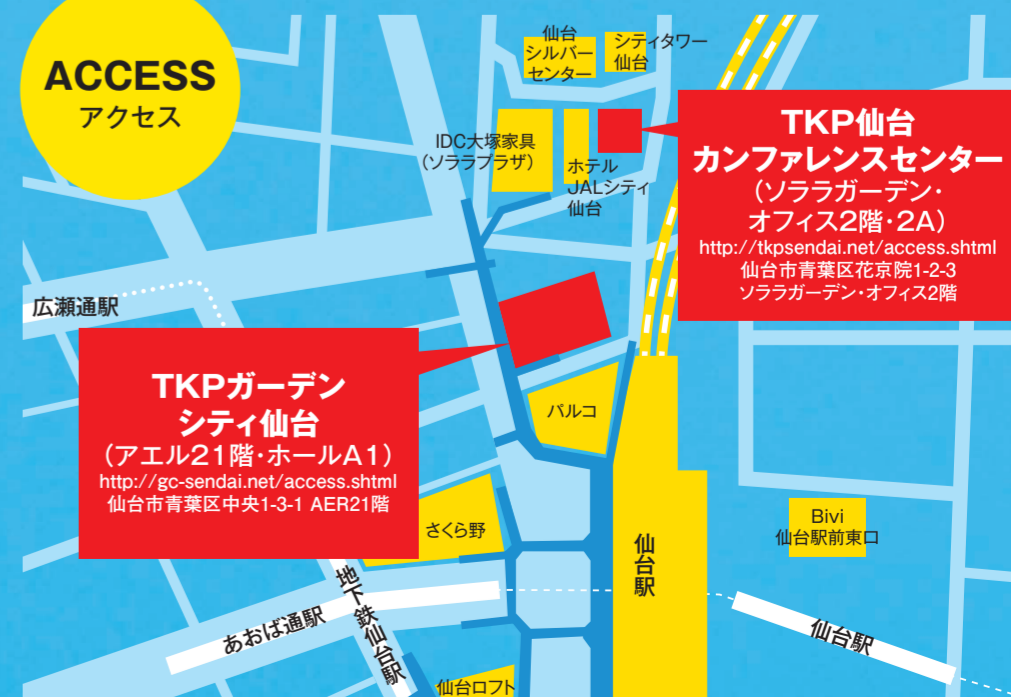 ACCESS
アクセス
仙台
シルバー
センター
シティタワー
仙台
IDC大塚家具
(ソララプラザ)
ホテル
JALシティ
仙台
TKP仙台
カンファレンスセンター
(ソララガーデン・
オフィス2階・2A)
http://tkpsendai.net/access.shtml
仙台市青葉区花京院1-2-3
ソララガーデン・オフィス2階
広瀬通駅
TKPガーデン
シティ仙台
(アエル21階・ホールA1)
http://gc-sendai.net/access.shtml
仙台市青葉区中央1-3-1 AER21階
パルコ
さくら野
仙台駅
Bivi
仙台駅前東口
地下鉄仙台駅
あおば通駅
仙台駅
仙台ロフト